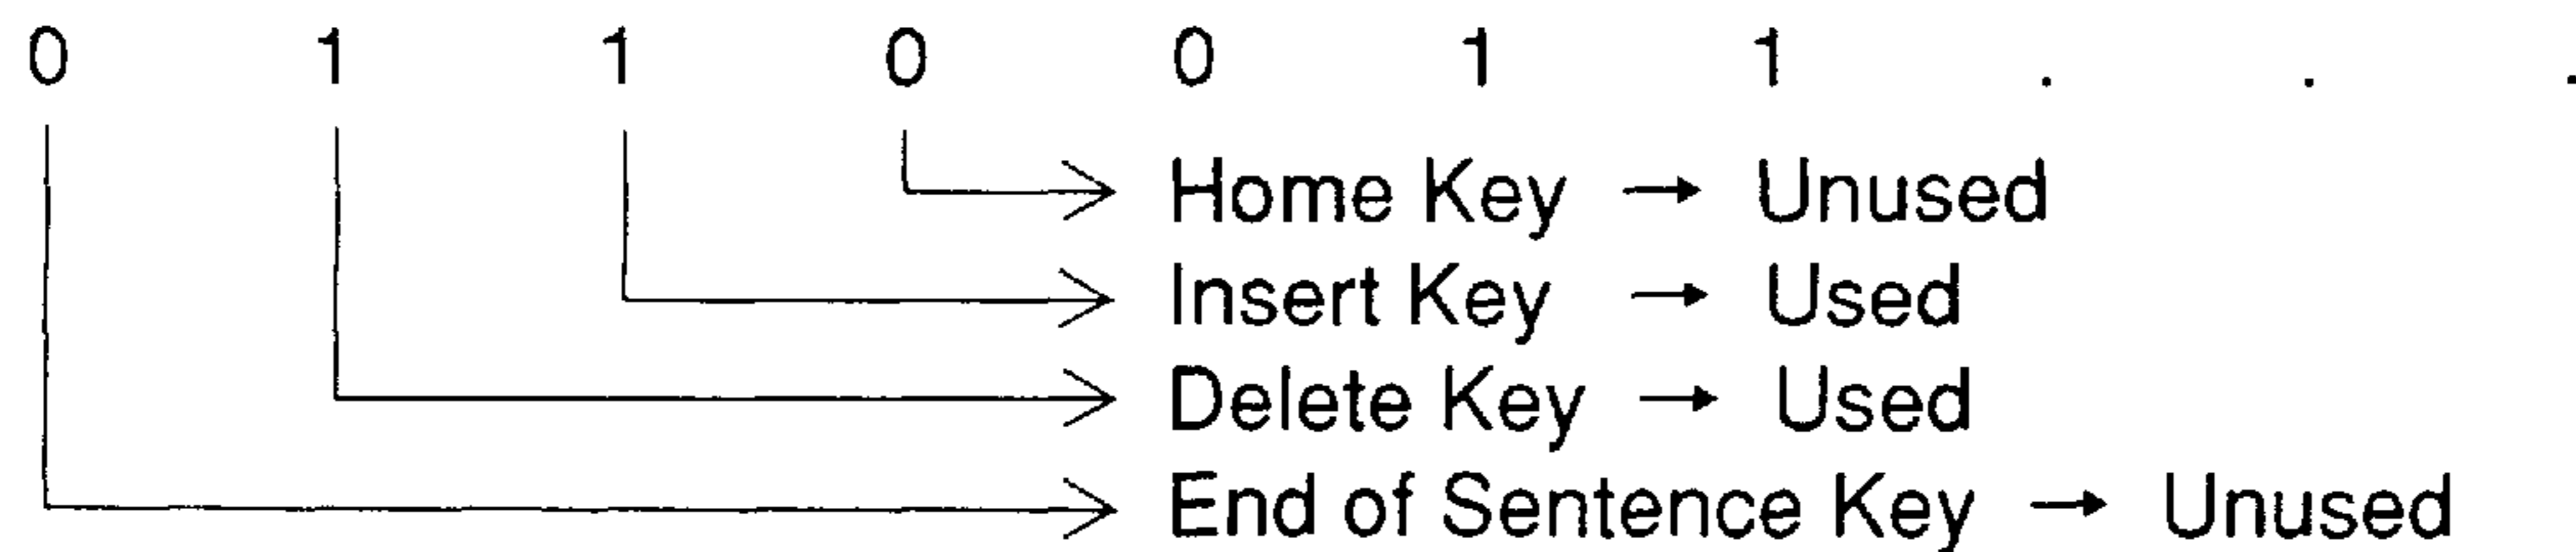 0 1 1 0 0 1 1 . . .
Home Key → Unused
Insert Key → Used
Delete Key → Used
End of Sentence Key → Unused